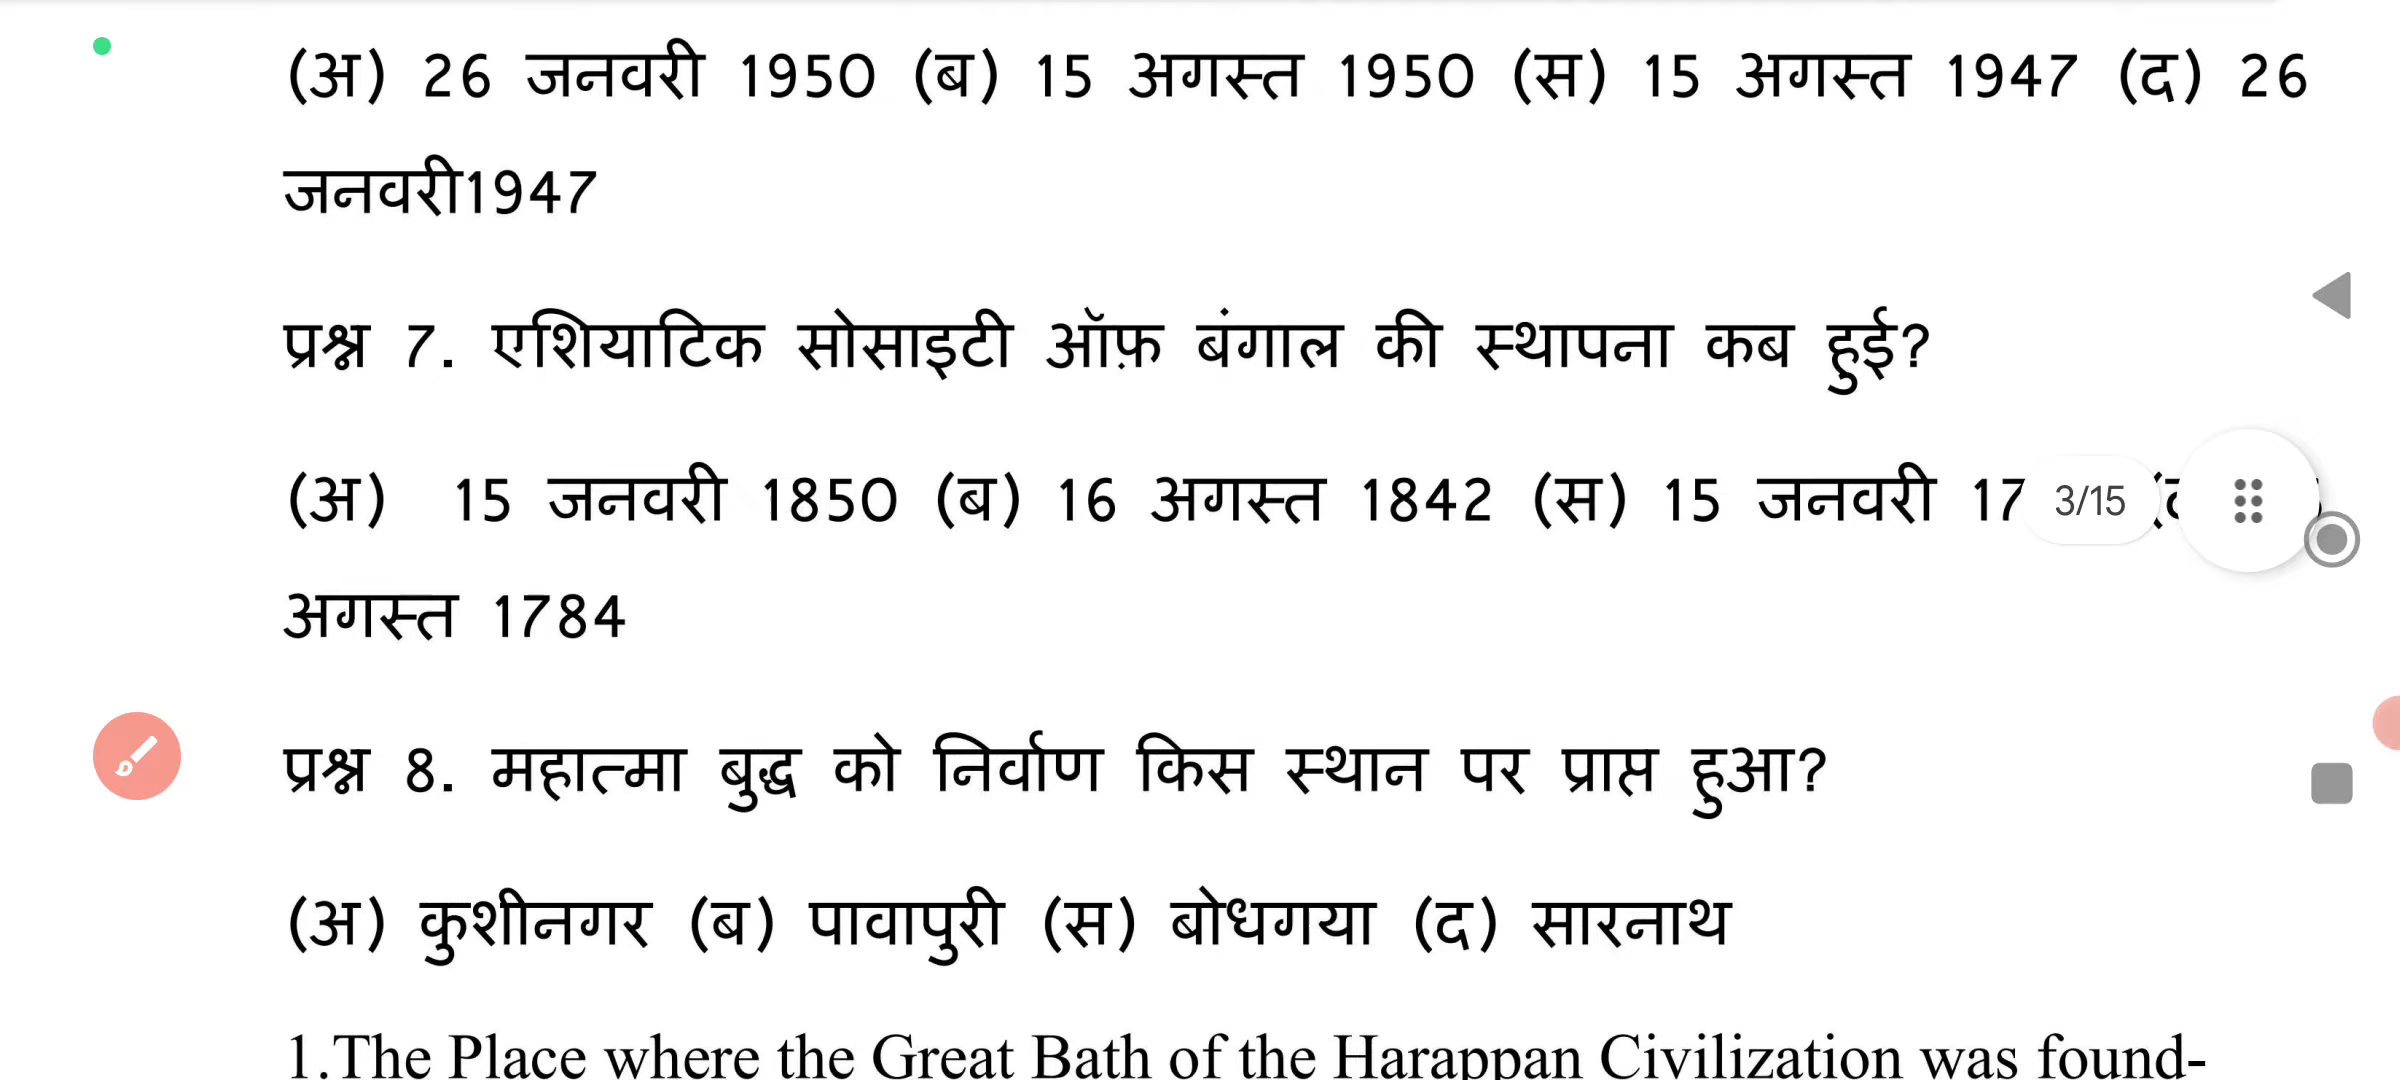 (अ) 26 जनवरी 1950 (ब) 15 अगस्त 1950 (स) 15 अगस्त 1947 (द) 26
जनवरी1947
प्रश्न 7. एशियाटिक सोसाइटी ऑफ़ बंगाल की स्थापना कब हुई?
(अ) 15 जनवरी 1850 (ब) 16 अगस्त 1842 (स) 15 जनवरी 17 3/15
अगस्त 1784
प्रश्न 8. महात्मा बुद्ध को निर्वाण किस स्थान पर प्राप्त हुआ?
(अ) कुशीनगर (ब) पावापुरी (स) बोधगया (द) सारनाथ
1.The Place where the Great Bath of the Harappan Civilization was found-